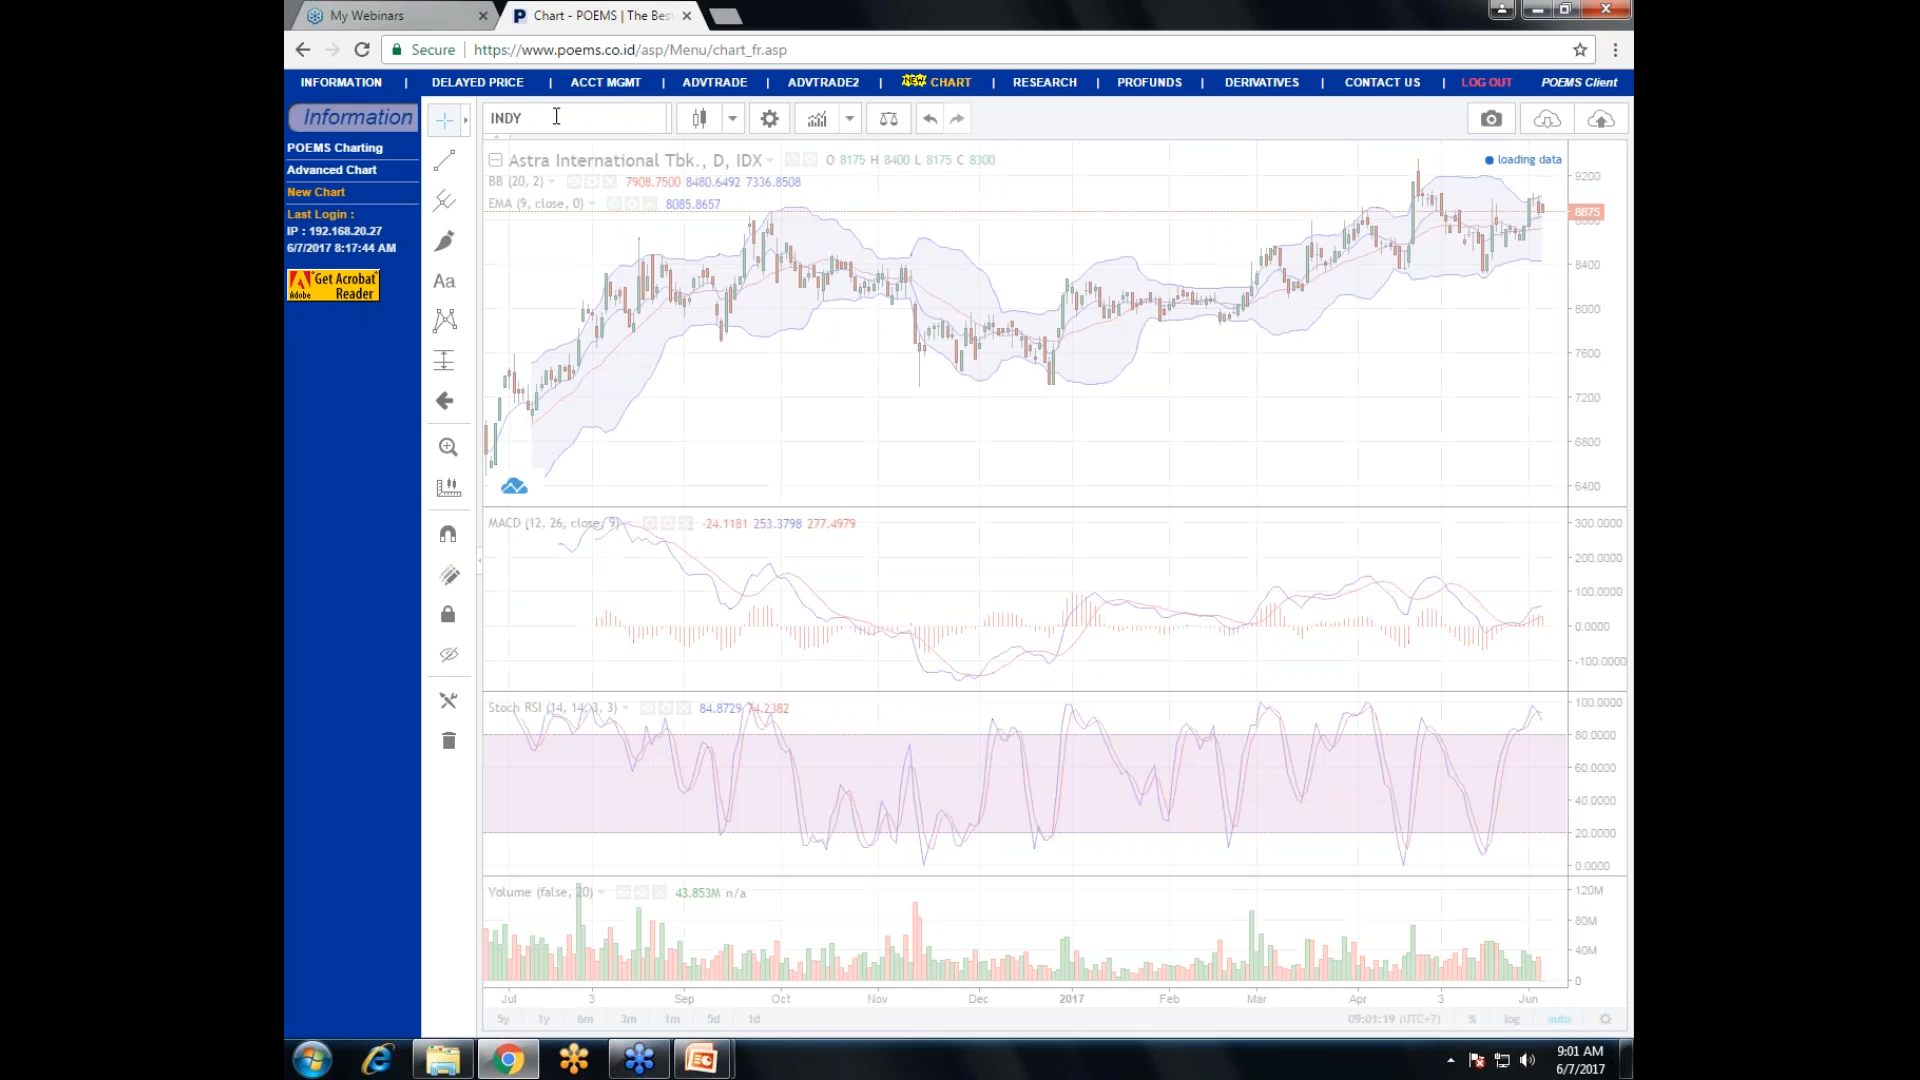 My Webinars
Chart - POEMS | The Bes
Secure https://www.poems.co.id/asp/Menu/chart_fr.asp
INFORMATION | DELAYED PRICE | ACCT MGMT | ADVTRADE | ADVTRADE2 | NEW CHART | RESEARCH | PROFUNDS | DERIVATIVES | CONTACT US | LOG OUT POEMS Client
Information
POEMS Charting
Advanced Chart
New Chart
Last Login :
IP : 192.168.20.27
6/7/2017 8:17:44 AM
Get Acrobat
Adobe Reader
INDY
Aa
Astra International Tbk., D, IDX O 8175 H 8400 L 8175 C 8300
loading data
BB (20, 2) 7908.7500 8480.6492 7336.8508
EMA (9, close, 0) 8085.8657
9200
8875
8400
8000
7600
7200
6800
6400
MACD (12, 26, close, 9) -24.1181 253.3798 277.4979
300.0000
200.0000
100.0000
0.0000
-100.0000
Stoch RSI (14, 14, 3, 3) 84.8729 74.2382
100.0000
80.0000
60.0000
40.0000
20.0000
0.0000
Volume (false, 20) 43.853M n/a
120M
80M
40M
0
Jul 3 Sep Oct Nov Dec 2017 Feb Mar Apr 3 Jun
5y 1y 6m 3m 1m 5d 1d 09:01:19 (UTC+7) % log auto
9:01 AM
6/7/2017